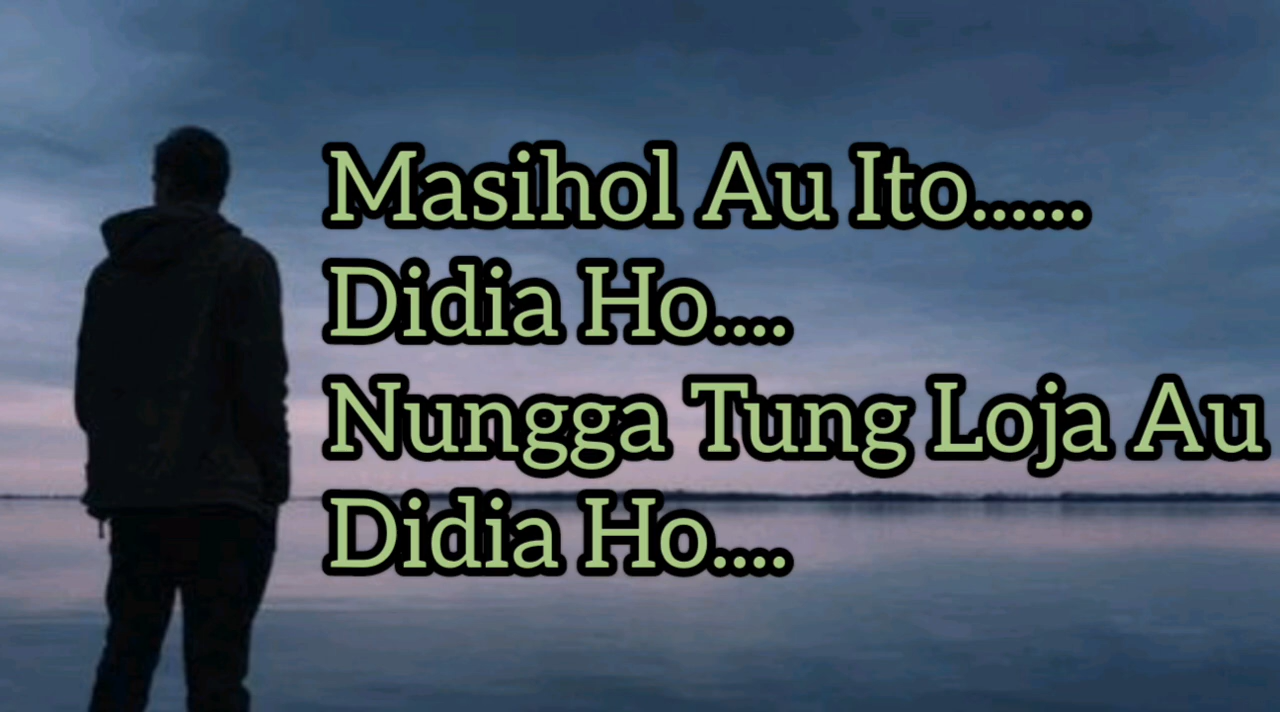 Masihol Au Ito......
Didia Ho....
Nungga Tung Loja Au
Didia Ho....